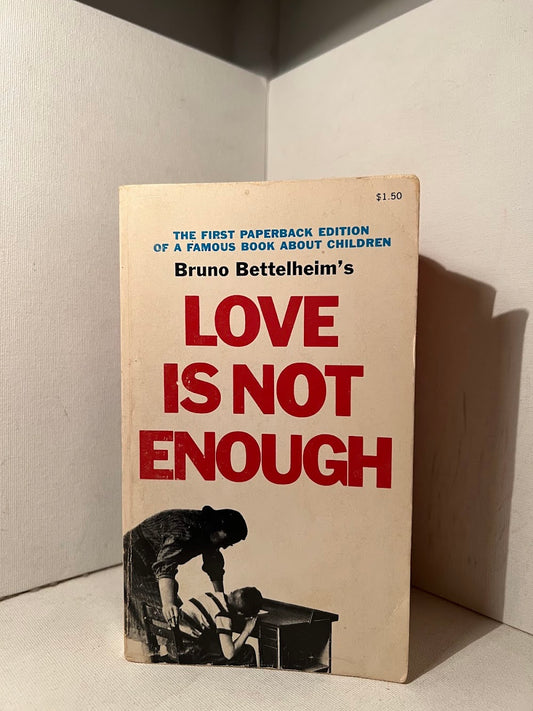 $1.50
THE FIRST PAPERBACK EDITION
OF A FAMOUS BOOK ABOUT CHILDREN
Bruno Bettelheim's
LOVE
IS NOT
ENOUGH